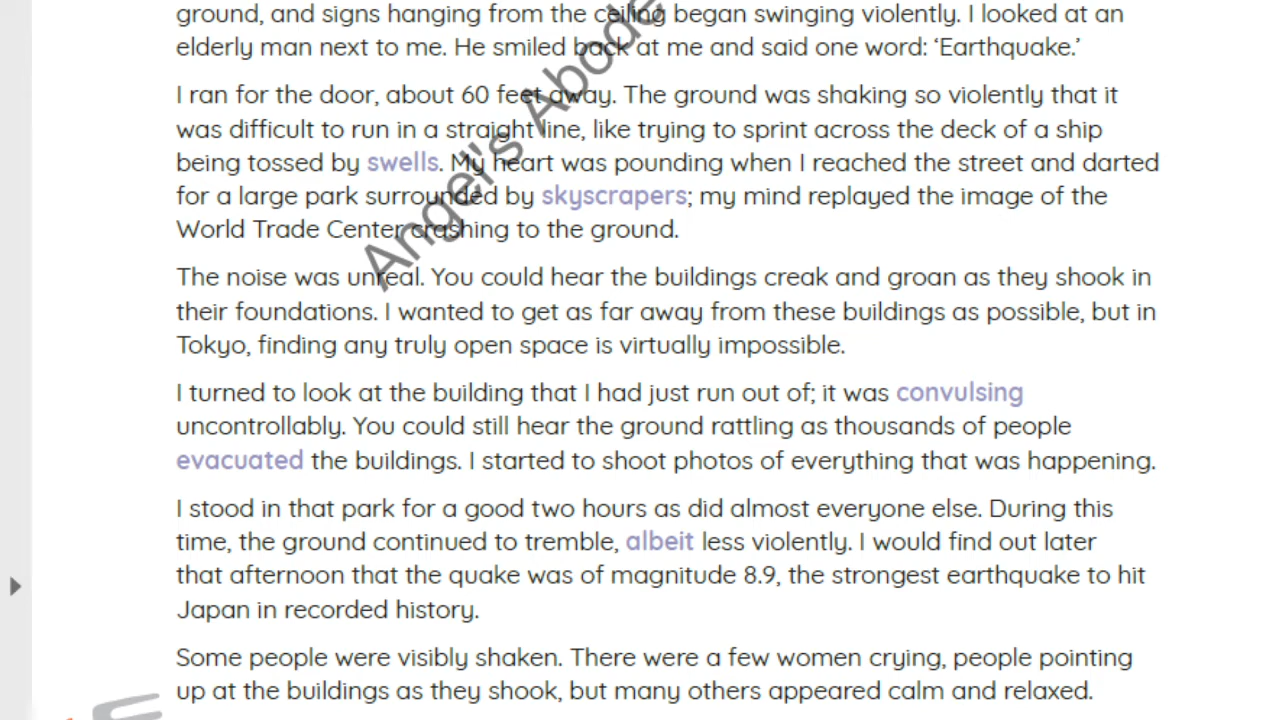 ground, and signs hanging from the ceiling began swinging violently. I looked at an
elderly man next to me. He smiled back at me and said one word: ‘Earthquake.’
I ran for the door, about 60 feet away. The ground was shaking so violently that it
was difficult to run in a straight line, like trying to sprint across the deck of a ship
being tossed by swells. My heart was pounding when I reached the street and darted
for a large park surrounded by skyscrapers; my mind replayed the image of the
World Trade Center crashing to the ground.
The noise was unreal. You could hear the buildings creak and groan as they shook in
their foundations. I wanted to get as far away from these buildings as possible, but in
Tokyo, finding any truly open space is virtually impossible.
I turned to look at the building that I had just run out of; it was convulsing
uncontrollably. You could still hear the ground rattling as thousands of people
evacuated the buildings. I started to shoot photos of everything that was happening.
I stood in that park for a good two hours as did almost everyone else. During this
time, the ground continued to tremble, albeit less violently. I would find out later
that afternoon that the quake was of magnitude 8.9, the strongest earthquake to hit
Japan in recorded history.
Some people were visibly shaken. There were a few women crying, people pointing
up at the buildings as they shook, but many others appeared calm and relaxed.
Angel's Abode